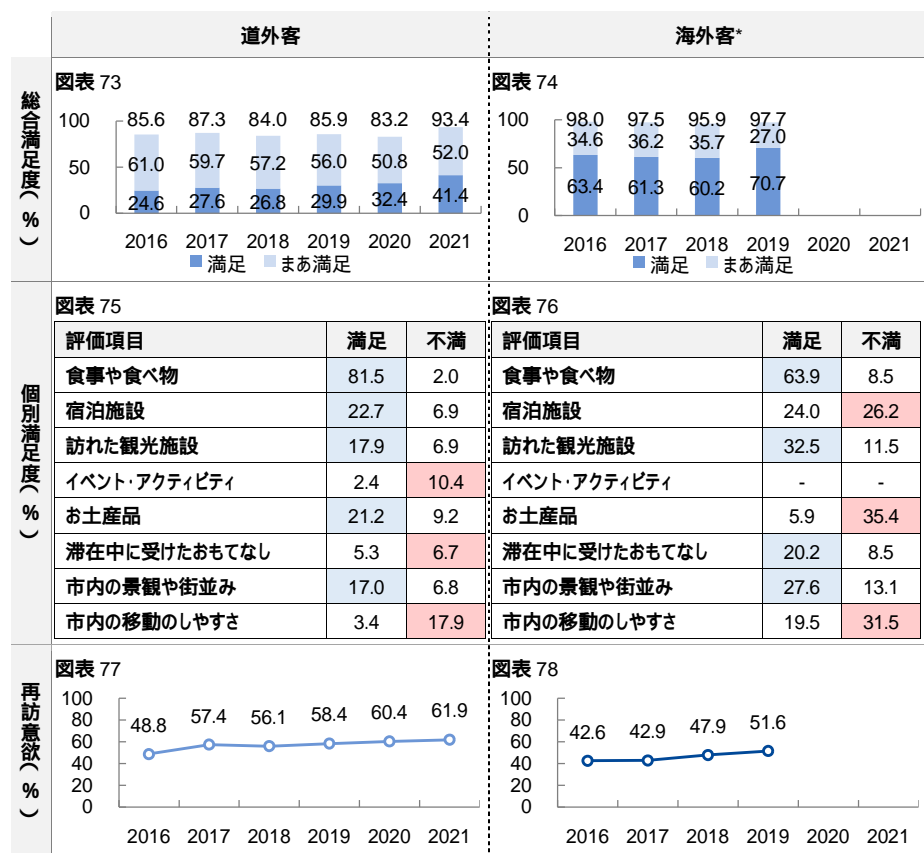 道外客
海外客*
総合満足度(%)
図表 73
85.6 87.3 84.0 85.9 83.2 93.4
100
50
0
61.0 59.7 57.2 56.0 50.8 52.0
24.6 27.6 26.8 29.9 32.4 41.4
2016 2017 2018 2019 2020 2021
満足 まあ満足
図表 74
98.0 97.5 95.9 97.7
100
50
0
34.6 36.2 35.7 27.0
63.4 61.3 60.2 70.7
2016 2017 2018 2019 2020 2021
満足 まあ満足
個別満足度(%)
図表 75
評価項目 満足 不満
食事や食べ物 81.5 2.0
宿泊施設 22.7 6.9
訪れた観光施設 17.9 6.9
イベント・アクティビティ 2.4 10.4
お土産品 21.2 9.2
滞在中に受けたおもてなし 5.3 6.7
市内の景観や街並み 17.0 6.8
市内の移動のしやすさ 3.4 17.9
図表 76
評価項目 満足 不満
食事や食べ物 63.9 8.5
宿泊施設 24.0 26.2
訪れた観光施設 32.5 11.5
イベント・アクティビティ - -
お土産品 5.9 35.4
滞在中に受けたおもてなし 20.2 8.5
市内の景観や街並み 27.6 13.1
市内の移動のしやすさ 19.5 31.5
再訪意欲(%)
図表 77
100
80
60
40
20
0
48.8 57.4 56.1 58.4 60.4 61.9
2016 2017 2018 2019 2020 2021
図表 78
100
80
60
40
20
0
42.6 42.9 47.9 51.6
2016 2017 2018 2019 2020 2021